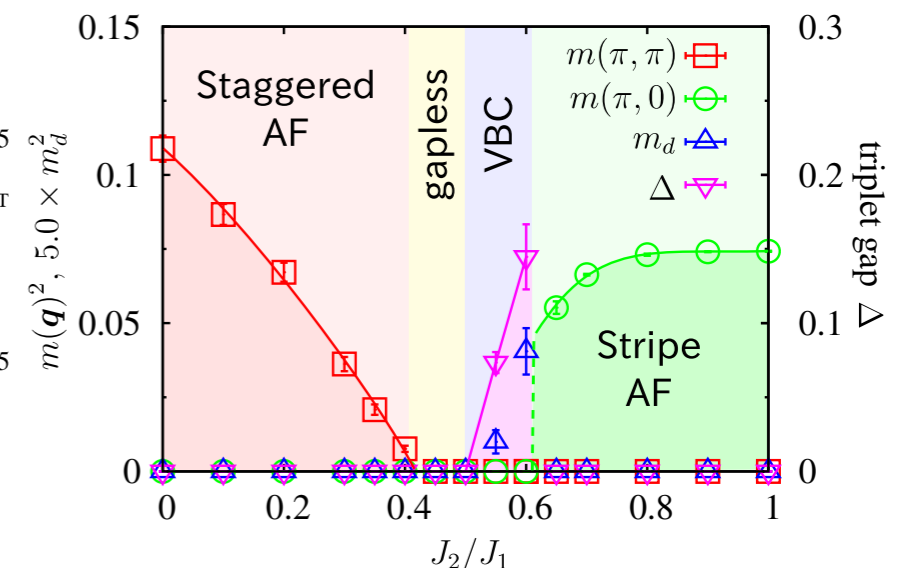 0.15
0.1
0.05
0
m(q)², 5.0 × m_d²
5
T
5
Staggered
AF
gapless
VBC
m(π, π)
m(π, 0)
m_d
Δ
Stripe
AF
0.3
0.2
0.1
0
triplet gap Δ
0 0.2 0.4 0.6 0.8 1
J₂/J₁